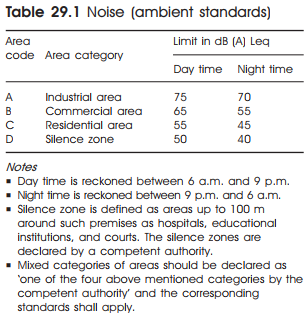 Table 29.1 Noise (ambient standards)
Area code Area category Limit in dB (A) Leq
Day time Night time
A Industrial area 75 70
B Commercial area 65 55
C Residential area 55 45
D Silence zone 50 40
Notes
▪ Day time is reckoned between 6 a.m. and 9 p.m.
▪ Night time is reckoned between 9 p.m. and 6 a.m.
▪ Silence zone is defined as areas up to 100 m
around such premises as hospitals, educational
institutions, and courts. The silence zones are
declared by a competent authority.
▪ Mixed categories of areas should be declared as
‘one of the four above mentioned categories by the
competent authority’ and the corresponding
standards shall apply.